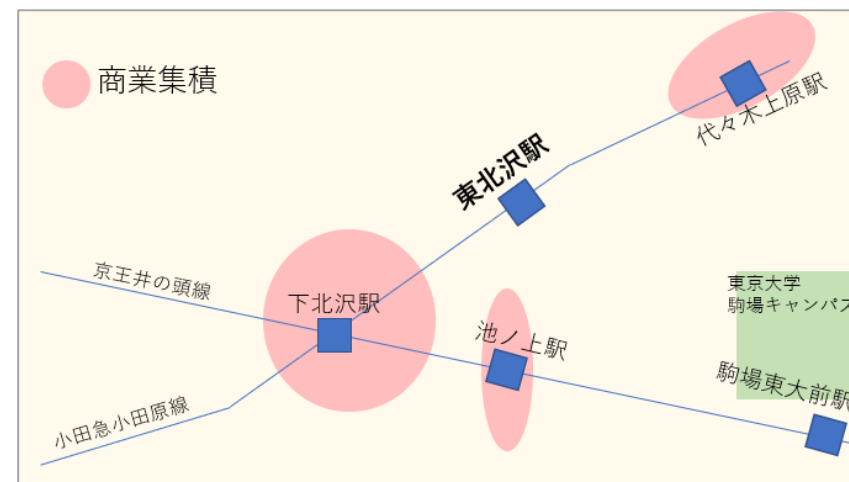 商業集積
代々木上原駅
東北沢駅
京王井の頭線
下北沢駅
東京大学
駒場キャンパス
池ノ上駅
駒場東大前駅
小田急小田原線